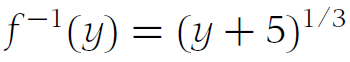 f⁻¹(y) = (y + 5)^{1/3}